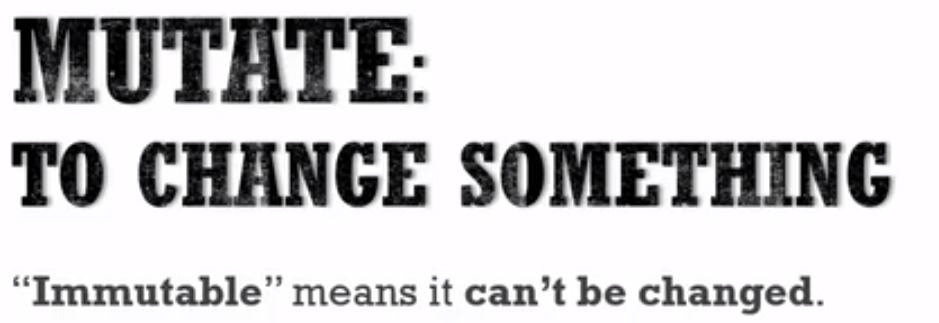 MUTATE:
TO CHANGE SOMETHING
“Immutable” means it can’t be changed.